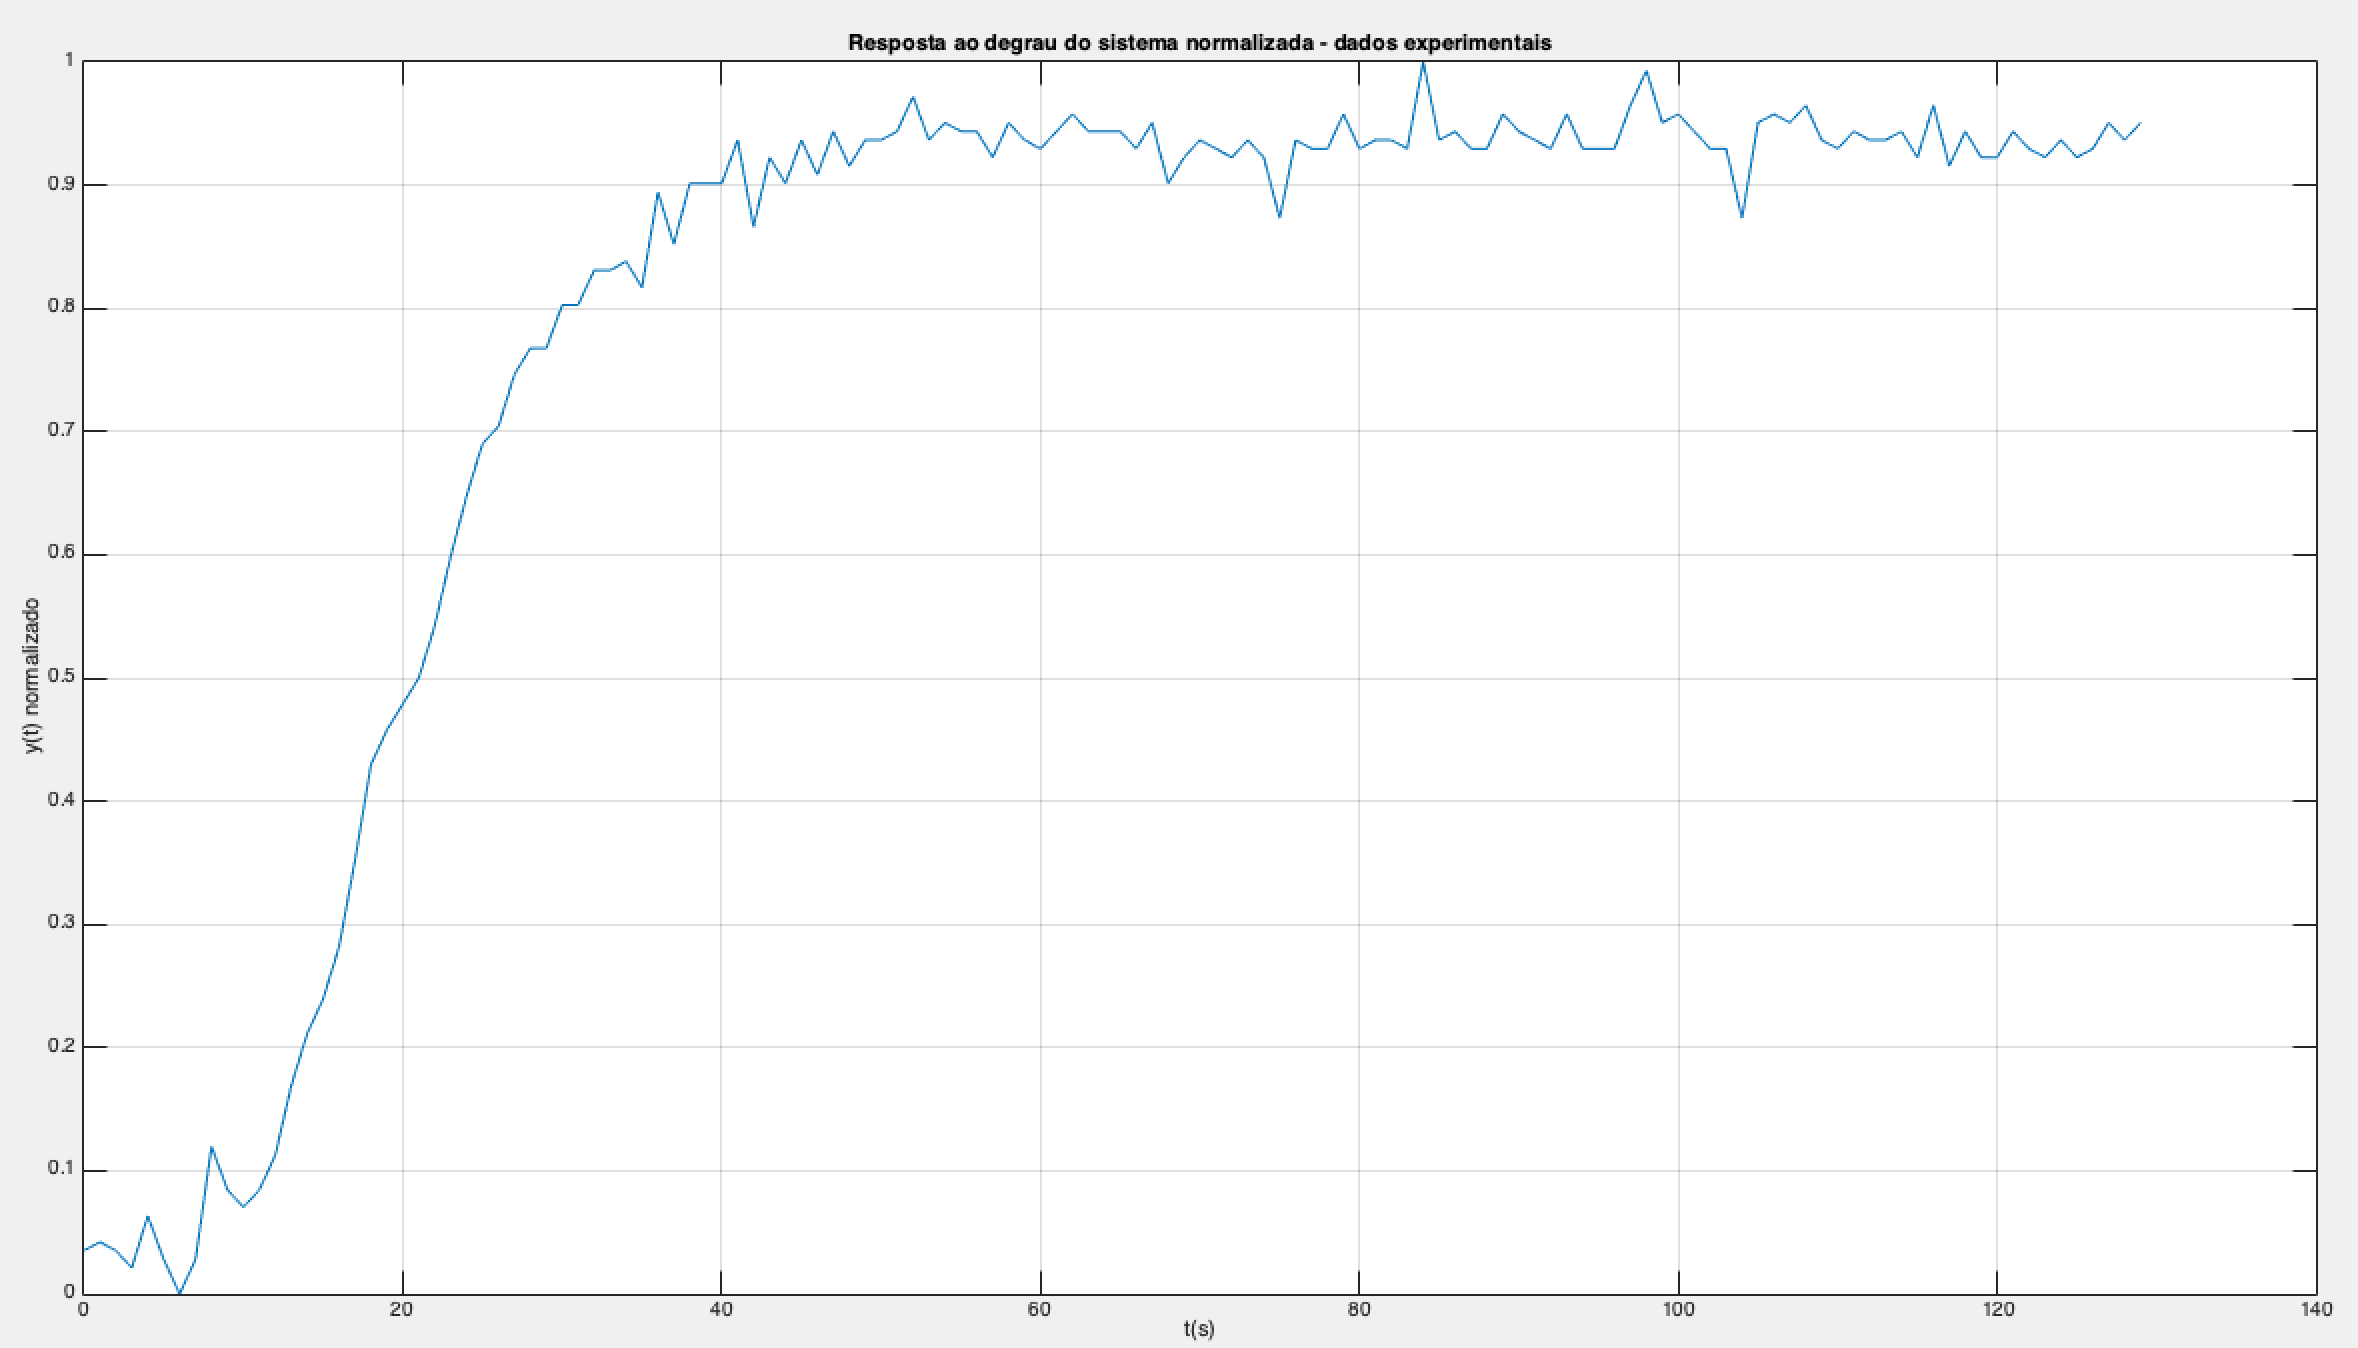 Resposta ao degrau do sistema normalizada - dados experimentais
1
0.9
0.8
0.7
0.6
0.5
0.4
0.3
0.2
0.1
0
y(t) normalizado
0 20 40 60 80 100 120 140
t(s)